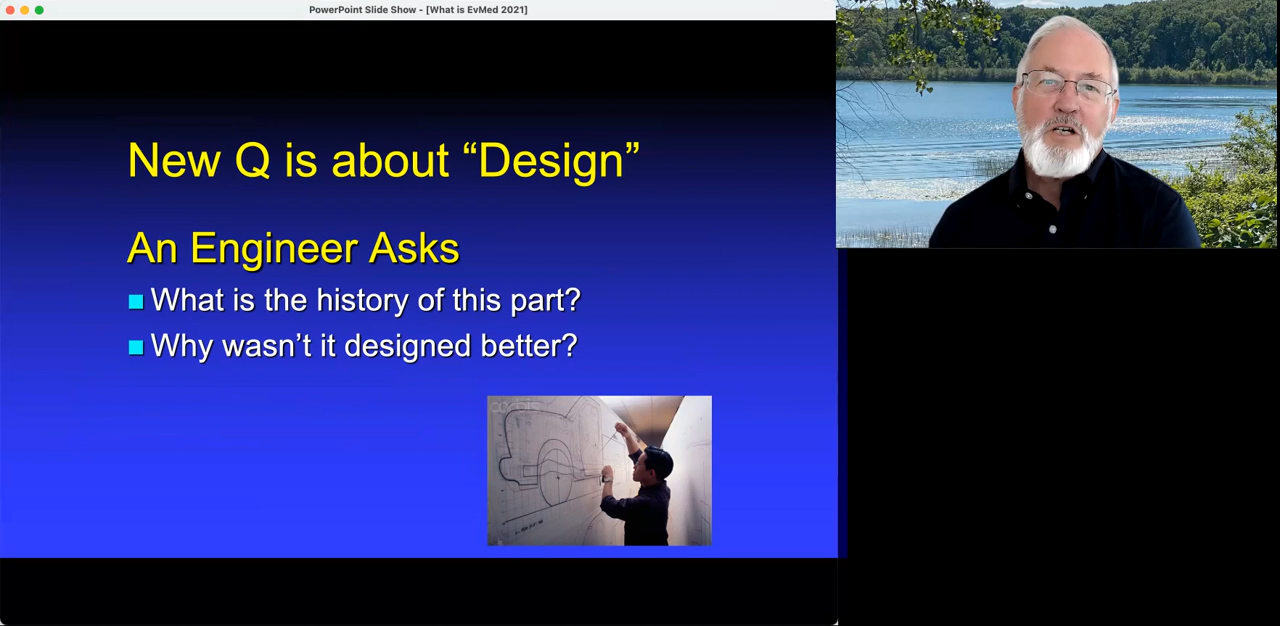 PowerPoint Slide Show - [What is EvMed 2021]
New Q is about “Design”
An Engineer Asks
What is the history of this part?
Why wasn’t it designed better?